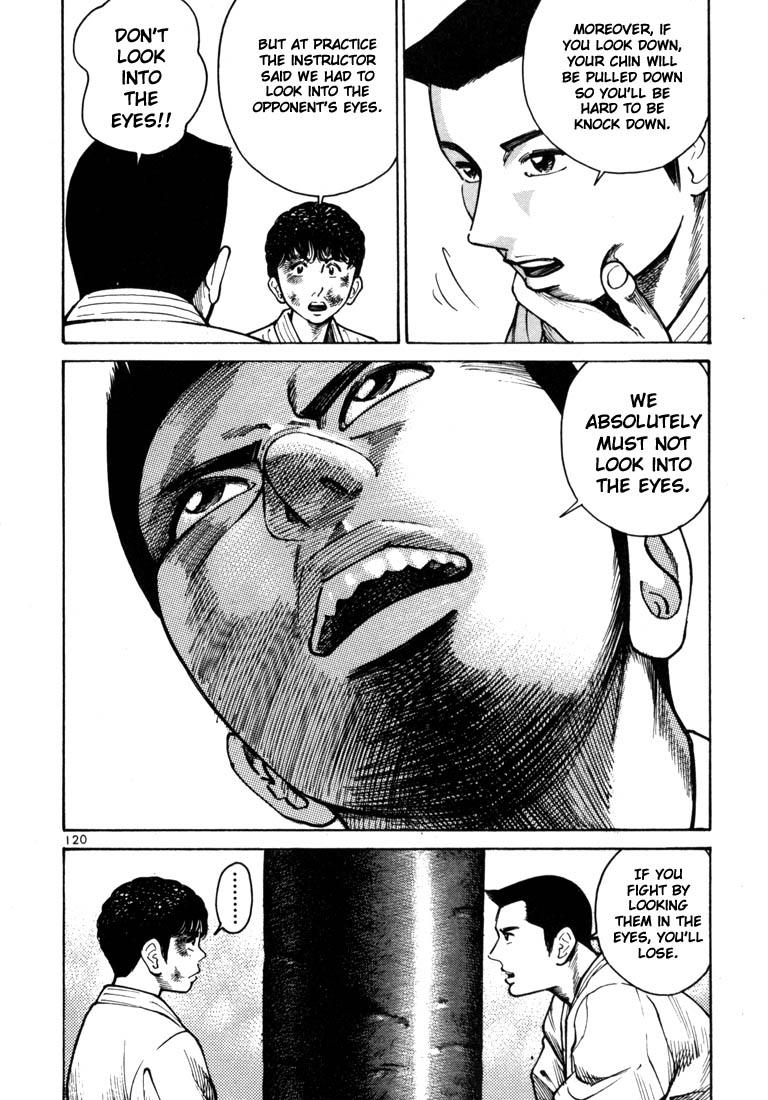 MOREOVER, IF
YOU LOOK DOWN,
YOUR CHIN WILL
BE PULLED DOWN
SO YOU'LL BE
HARD TO BE
KNOCK DOWN.
BUT AT PRACTICE
THE INSTRUCTOR
SAID WE HAD TO
LOOK INTO THE
OPPONENT'S EYES.
DON'T
LOOK
INTO
THE
EYES!!
WE
ABSOLUTELY
MUST NOT
LOOK INTO
THE EYES.
120
IF YOU
FIGHT BY
LOOKING
THEM IN THE
EYES, YOU'LL
LOSE.
........